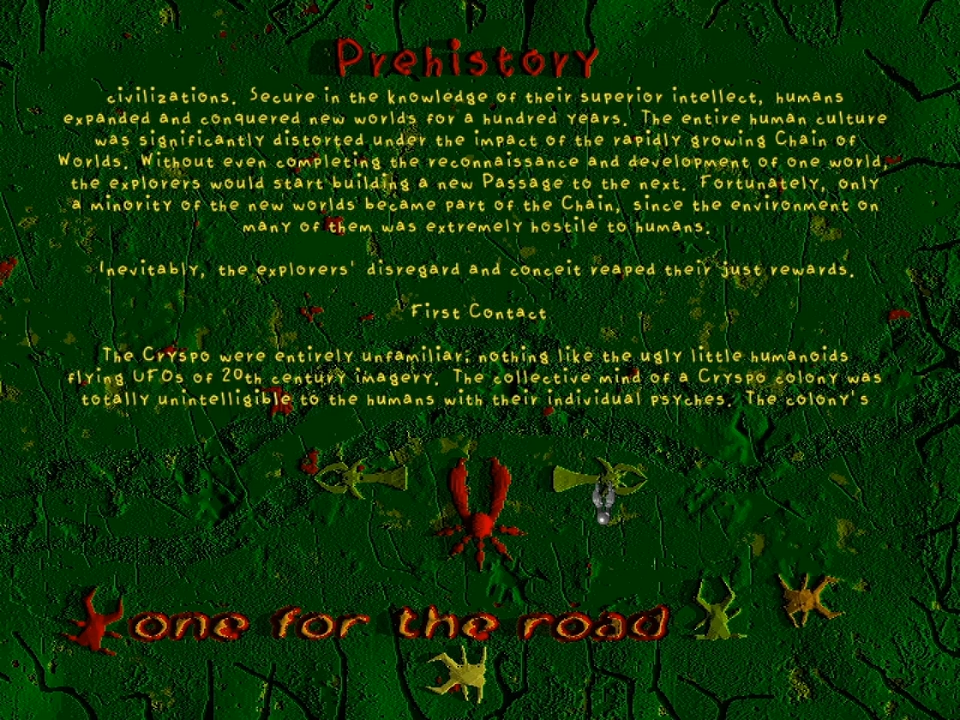 Prehistory
civilizations. Secure in the knowledge of their superior intellect, humans
expanded and conquered new worlds for a hundred years. The entire human culture
was significantly distorted under the impact of the rapidly growing Chain of
Worlds. Without even completing the reconnaissance and development of one world,
the explorers would start building a new Passage to the next. Fortunately, only
a minority of the new worlds became part of the Chain, since the environment on
many of them was extremely hostile to humans.
Inevitably, the explorers' disregard and conceit reaped their just rewards.
First Contact
The Cryspo were entirely unfamiliar; nothing like the ugly little humanoids
flying UFOs of 20th century imagery. The collective mind of a Cryspo colony was
totally unintelligible to the humans with their individual psyches. The colony's
one for the road